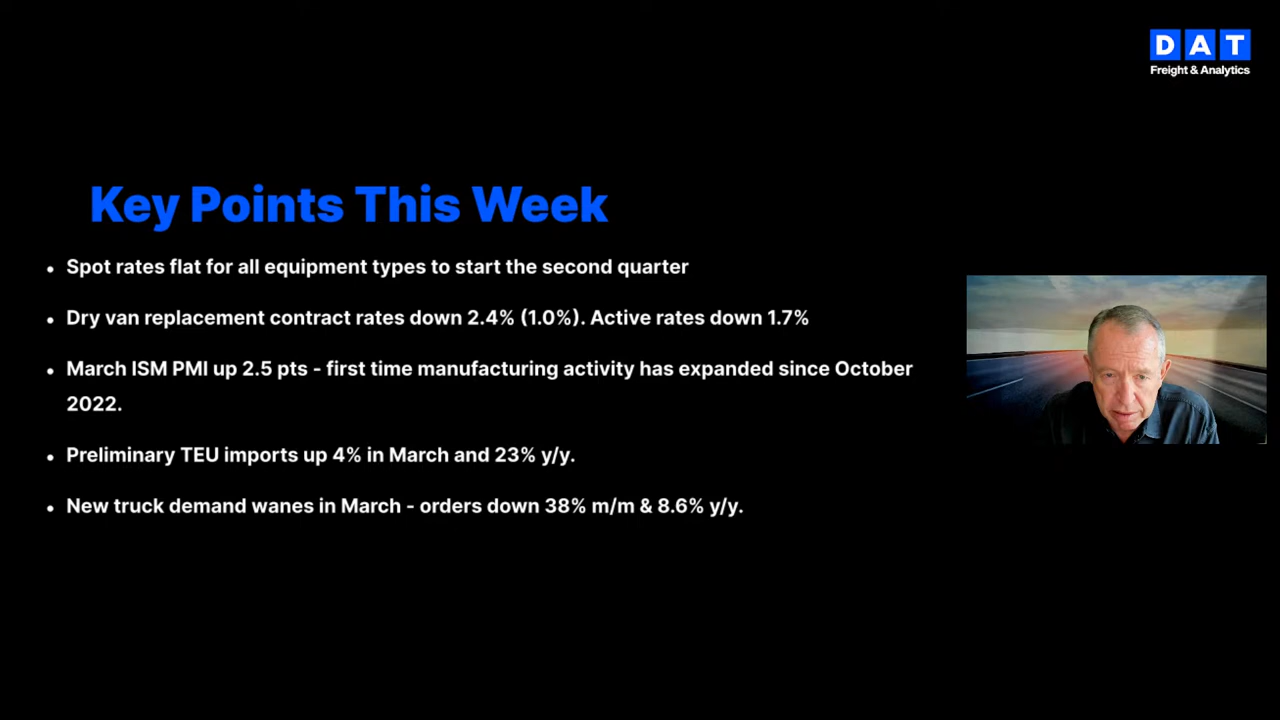 DAT
Freight & Analytics
Key Points This Week
• Spot rates flat for all equipment types to start the second quarter
• Dry van replacement contract rates down 2.4% (1.0%). Active rates down 1.7%
• March ISM PMI up 2.5 pts - first time manufacturing activity has expanded since October
2022.
• Preliminary TEU imports up 4% in March and 23% y/y.
• New truck demand wanes in March - orders down 38% m/m & 8.6% y/y.